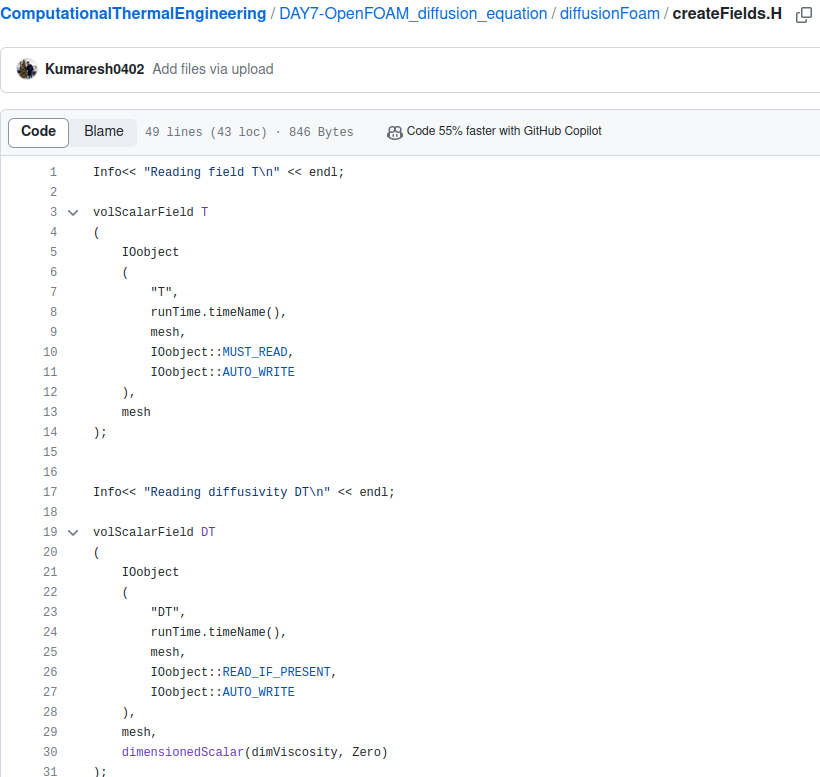 ComputationalThermalEngineering / DAY7-OpenFOAM_diffusion_equation / diffusionFoam / createFields.H
Kumaresh0402 Add files via upload
Code Blame 49 lines (43 loc) · 846 Bytes Code 55% faster with GitHub Copilot
1 Info<< "Reading field T\n" << endl;
2
3 volScalarField T
4 (
5     IOobject
6     (
7         "T",
8         runTime.timeName(),
9         mesh,
10         IOobject::MUST_READ,
11         IOobject::AUTO_WRITE
12     ),
13     mesh
14 );
15
16
17 Info<< "Reading diffusivity DT\n" << endl;
18
19 volScalarField DT
20 (
21     IOobject
22     (
23         "DT",
24         runTime.timeName(),
25         mesh,
26         IOobject::READ_IF_PRESENT,
27         IOobject::AUTO_WRITE
28     ),
29     mesh,
30     dimensionedScalar(dimViscosity, Zero)
31 );